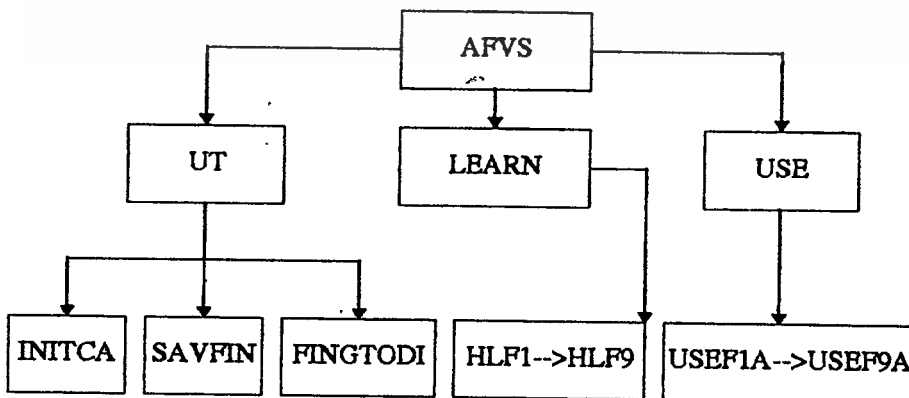 AFVS
UT
LEARN
USE
INITCA
SAVFIN
FINGTODI
HLF1-->HLF9
USEF1A-->USEF9A